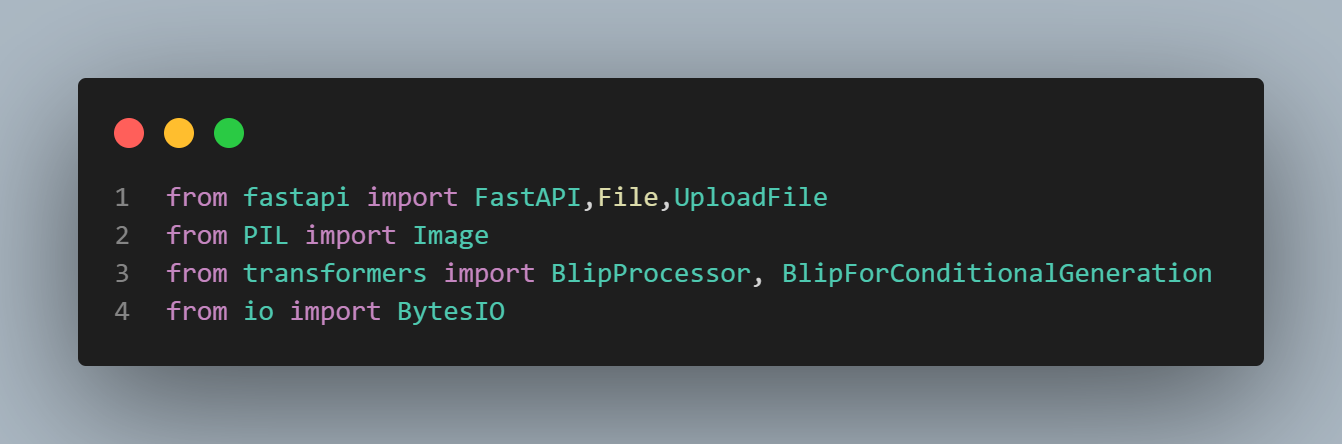 1 from fastapi import FastAPI,File,UploadFile
2 from PIL import Image
3 from transformers import BlipProcessor, BlipForConditionalGeneration
4 from io import BytesIO